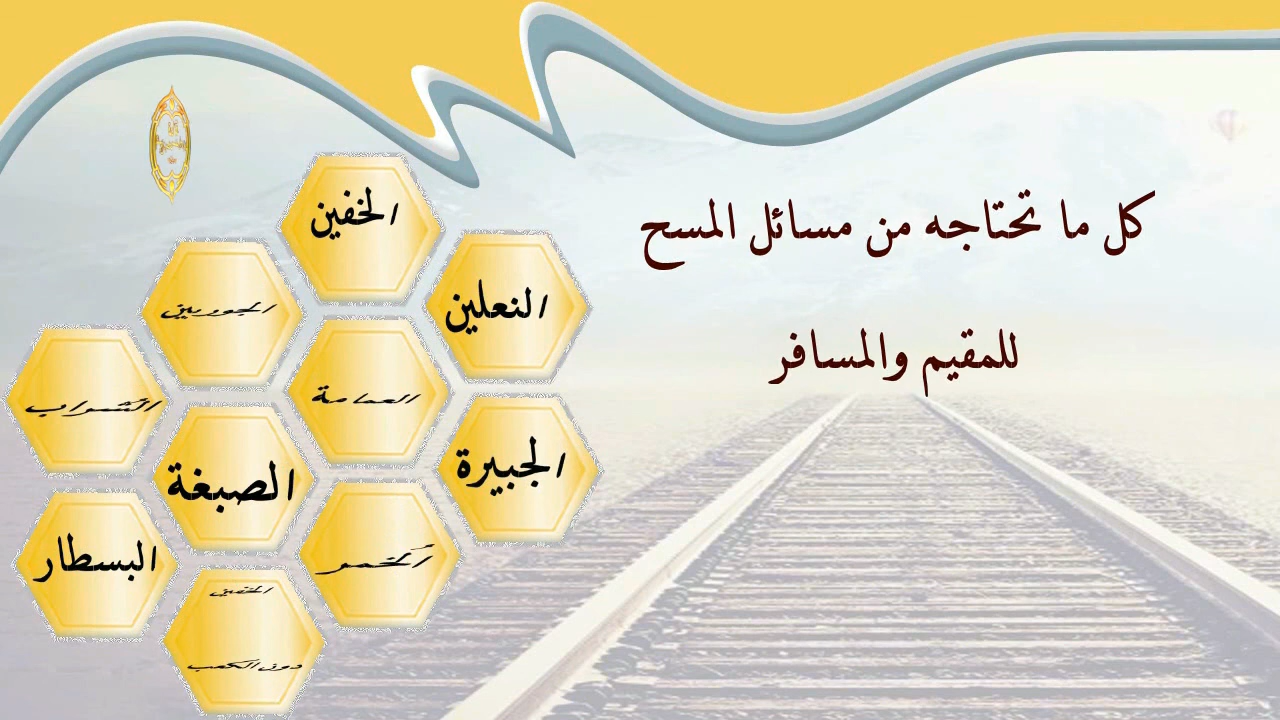 كل ما تحتاجه من مسائل المسح
للمقيم والمسافر
الخفين
النعلين
الجوربين
العمامة
الشراب
الجبيرة
الصبغة
الخمر
البسطار
الخفين
دون الكعب